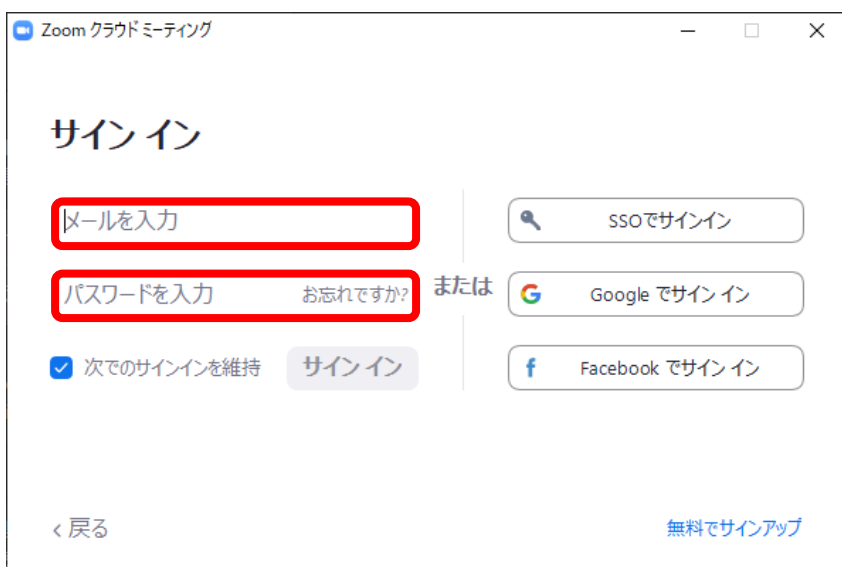 Zoom クラウド ミーティング
サイン イン
メールを入力
パスワードを入力 お忘れですか?
次でのサインインを維持 サイン イン
または
SSOでサインイン
Google でサイン イン
Facebook でサイン イン
戻る
無料でサインアップ